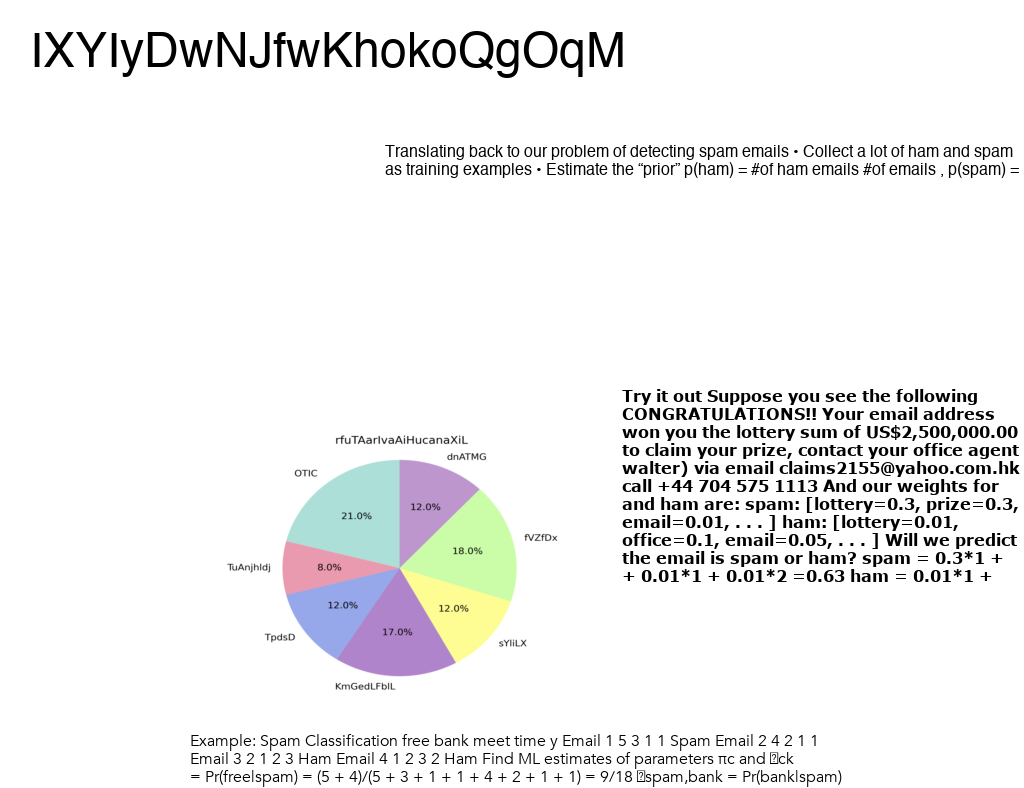 IXYIyDwNJfwKhokoQgOqM
Translating back to our problem of detecting spam emails • Collect a lot of ham and spam
as training examples • Estimate the “prior” p(ham) = #of ham emails #of emails , p(spam) =
Try it out Suppose you see the following
CONGRATULATIONS!! Your email address
won you the lottery sum of US$2,500,000.00
to claim your prize, contact your office agent
walter) via email claims2155@yahoo.com.hk
call +44 704 575 1113 And our weights for
and ham are: spam: [lottery=0.3, prize=0.3,
email=0.01, . . . ] ham: [lottery=0.01,
office=0.1, email=0.05, . . . ] Will we predict
the email is spam or ham? spam = 0.3*1 +
+ 0.01*1 + 0.01*2 =0.63 ham = 0.01*1 +
rfuTAarIvaAiHucanaXiL
dnATMG
OTIC
12.0%
21.0%
fVZfDx
18.0%
TuAnjhIdj
8.0%
12.0%
12.0%
TpdsD
17.0%
sYIiLX
KmGedLFbIL
Example: Spam Classification free bank meet time y Email 1 5 3 1 1 Spam Email 2 4 2 1 1
Email 3 2 1 2 3 Ham Email 4 1 2 3 2 Ham Find ML estimates of parameters πc and ck
= Pr(free|spam) = (5 + 4)/(5 + 3 + 1 + 1 + 4 + 2 + 1 + 1) = 9/18 spam,bank = Pr(bank|spam)